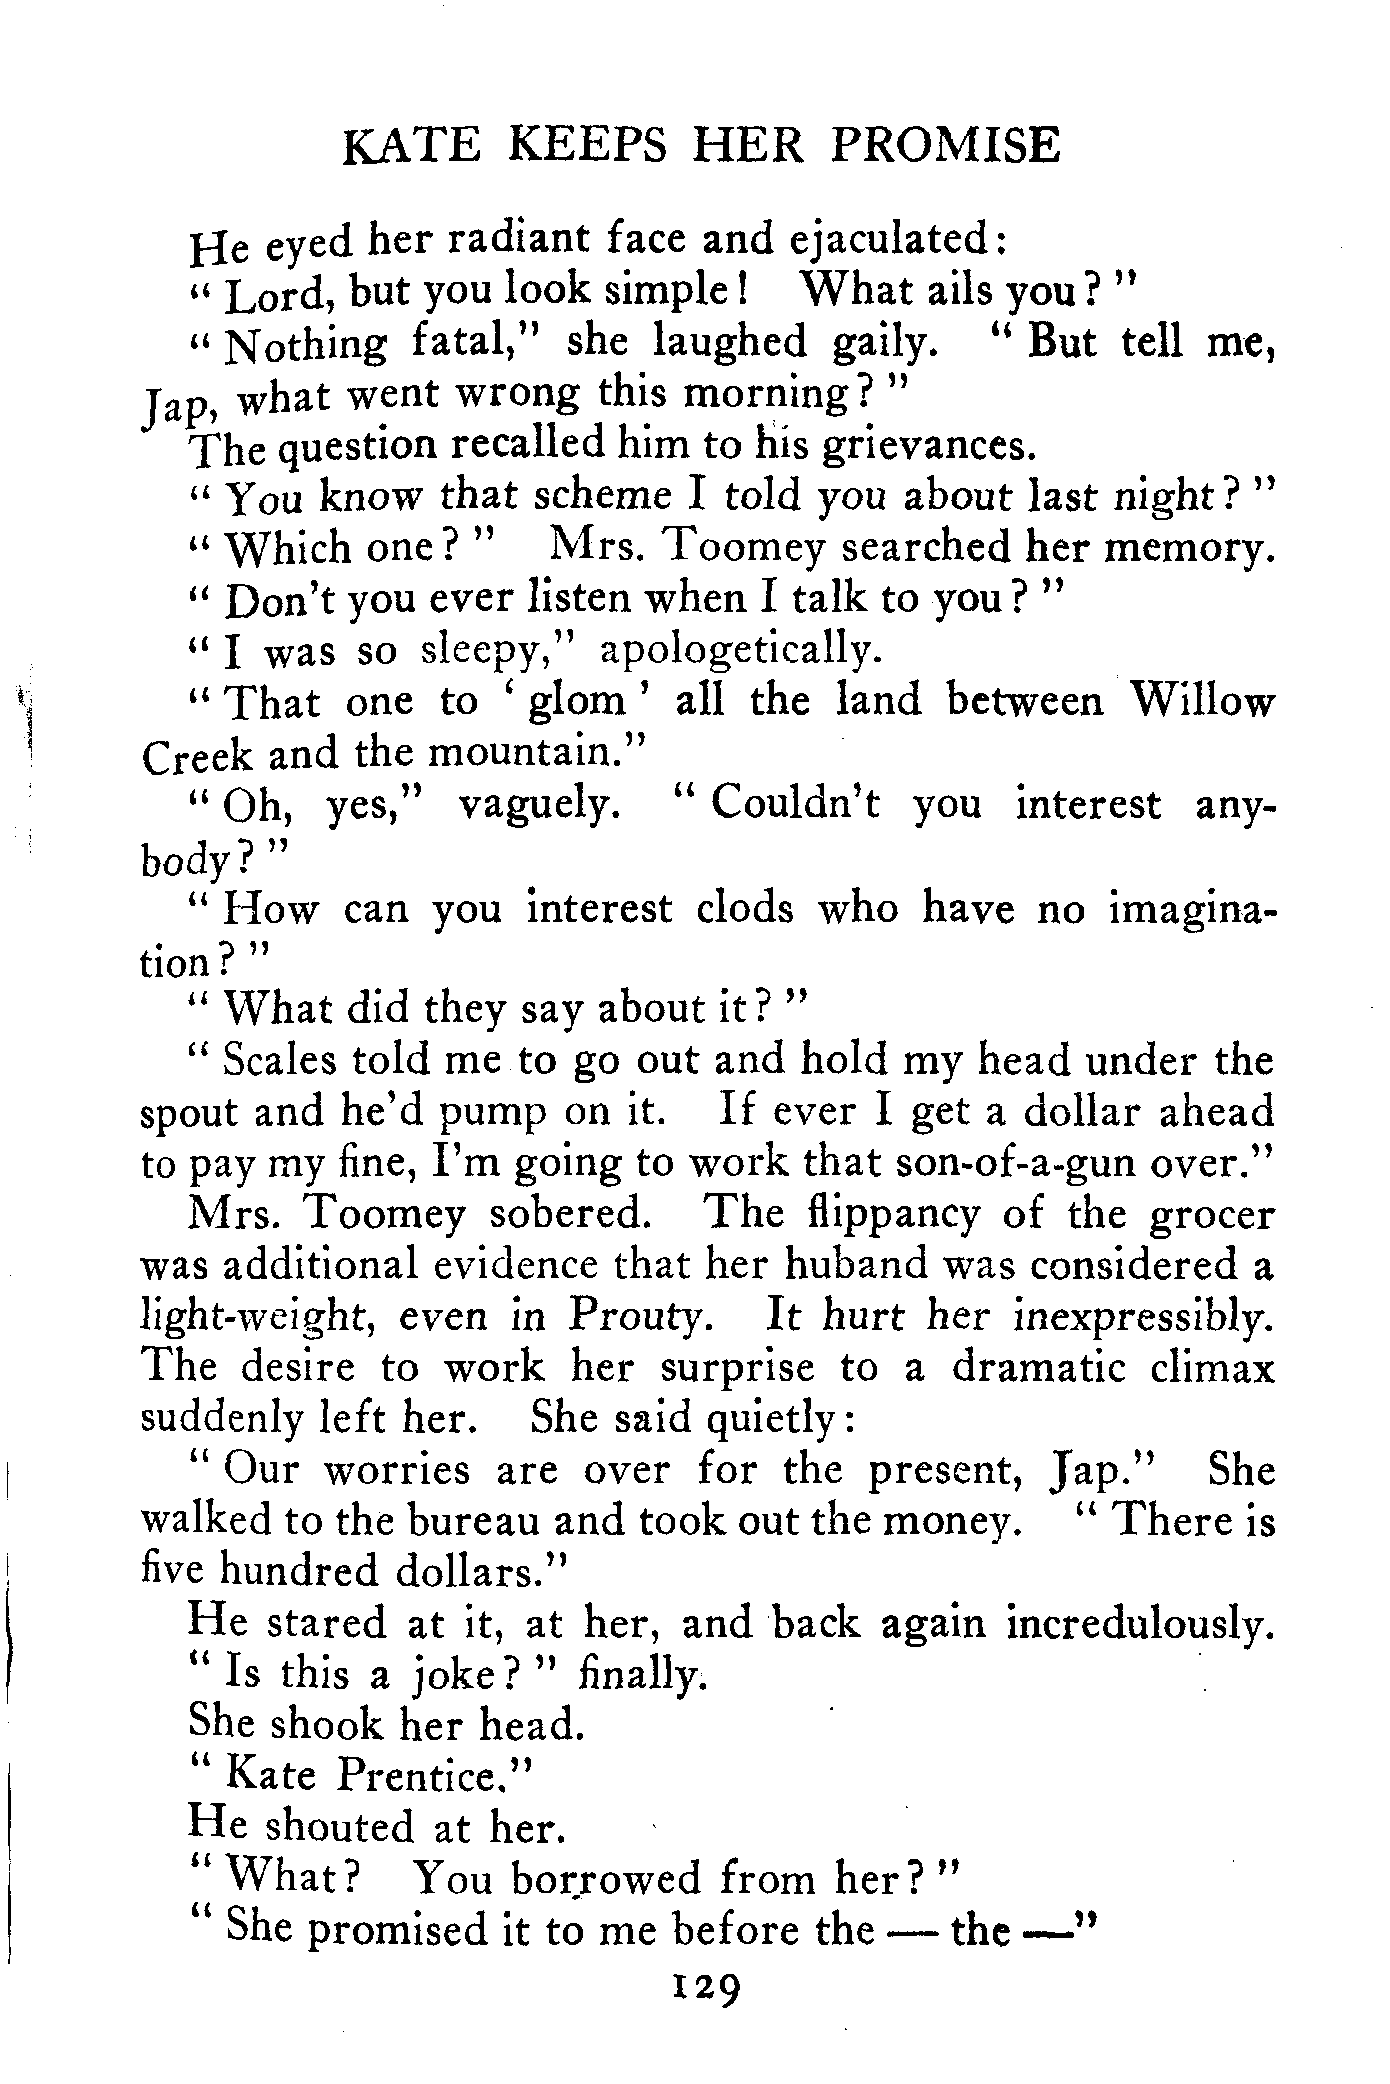 KATE KEEPS HER PROMISE
He eyed her radiant face and ejaculated:
" Lord, but you look simple! What ails you? "
" Nothing fatal," she laughed gaily. " But tell me,
Jap, what went wrong this morning? "
The question recalled him to his grievances.
" You know that scheme I told you about last night? "
" Which one? " Mrs. Toomey searched her memory.
" Don't you ever listen when I talk to you? "
" I was so sleepy," apologetically.
" That one to ' glom ' all the land between Willow
Creek and the mountain."
" Oh, yes," vaguely. " Couldn't you interest any-
body? "
" How can you interest clods who have no imagina-
tion? "
" What did they say about it? "
" Scales told me to go out and hold my head under the
spout and he'd pump on it. If ever I get a dollar ahead
to pay my fine, I'm going to work that son-of-a-gun over."
Mrs. Toomey sobered. The flippancy of the grocer
was additional evidence that her huband was considered a
light-weight, even in Prouty. It hurt her inexpressibly.
The desire to work her surprise to a dramatic climax
suddenly left her. She said quietly:
" Our worries are over for the present, Jap." She
walked to the bureau and took out the money. " There is
five hundred dollars."
He stared at it, at her, and back again incredulously.
" Is this a joke? " finally.
She shook her head.
" Kate Prentice."
He shouted at her.
" What? You borrowed from her? "
" She promised it to me before the — the —"
129